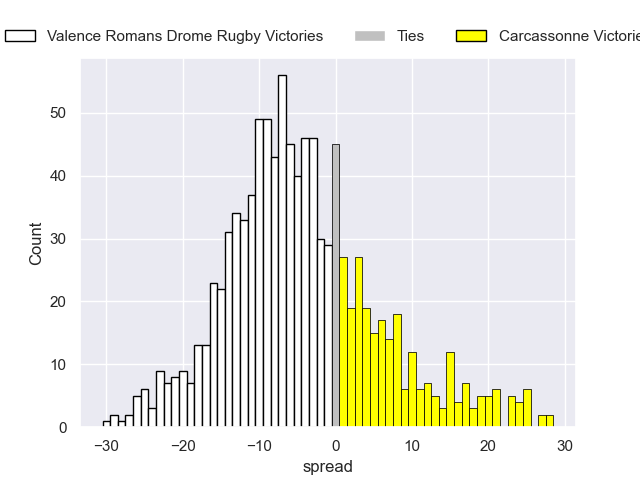 Valence Romans Drome Rugby Victories Ties Carcassonne Victorie
50
40
30
20
10
0
Count
−30 −20 −10 0 10 20 30
spread